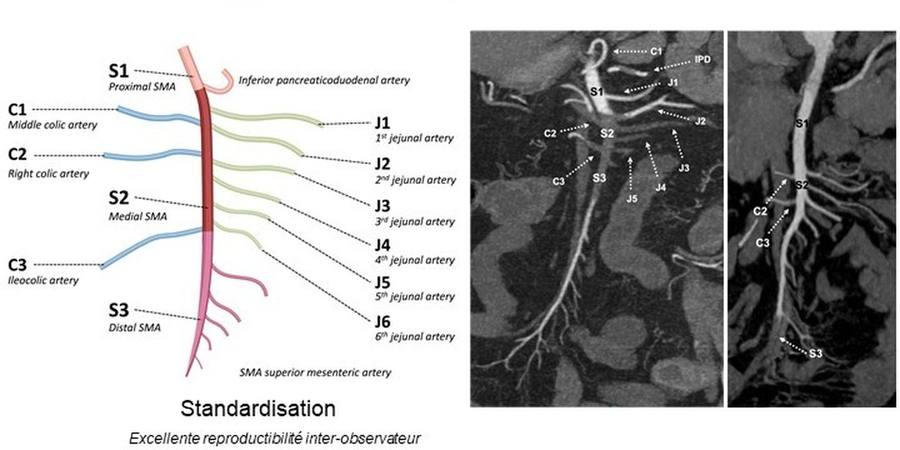 S1
Proximal SMA
Inferior pancreaticoduodenal artery
C1
Middle colic artery
J1
1st jejunal artery
C2
Right colic artery
J2
2nd jejunal artery
S2
Medial SMA
J3
3rd jejunal artery
J4
4th jejunal artery
C3
Ileocolic artery
J5
5th jejunal artery
S3
Distal SMA
J6
6th jejunal artery
SMA superior mesenteric artery
Standardisation
Excellente reproductibilité inter-observateur
C1
IPD
J1
S1
J2
C2
S2
J3
C3
S3
J4
J5
S1
S2
C2
C3
S3